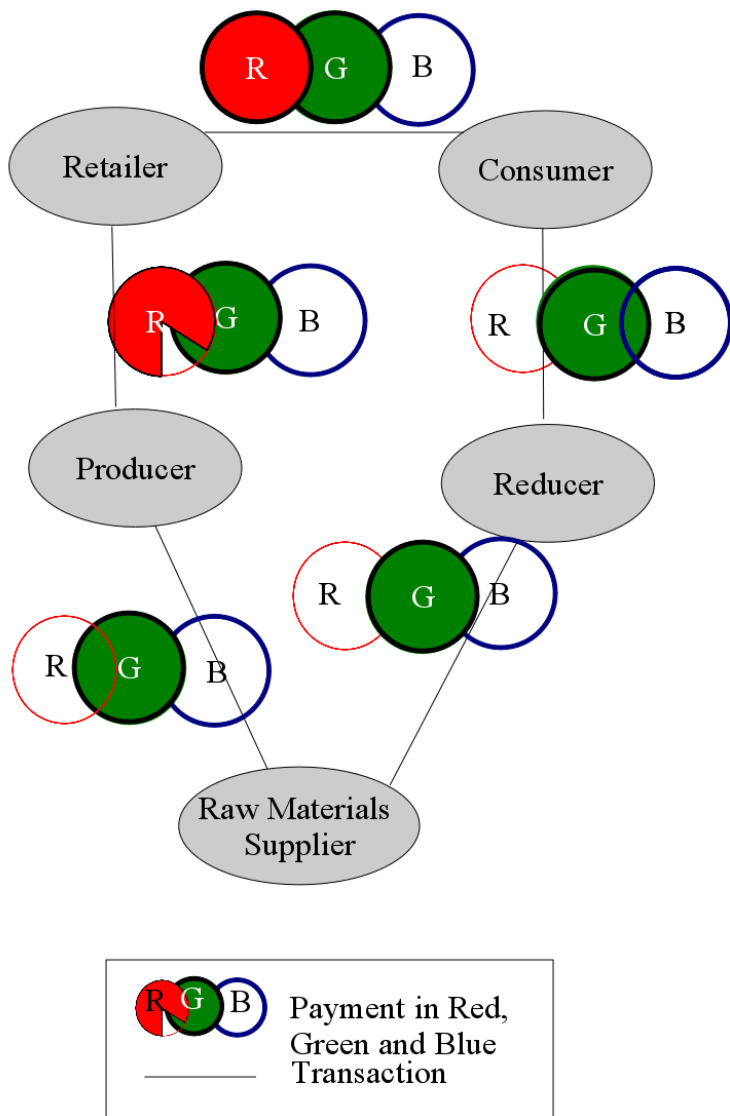 R G B
Retailer
Consumer
R G B
R G B
Producer
Reducer
R G B
R G B
Raw Materials
Supplier
R G B
Payment in Red,
Green and Blue
Transaction